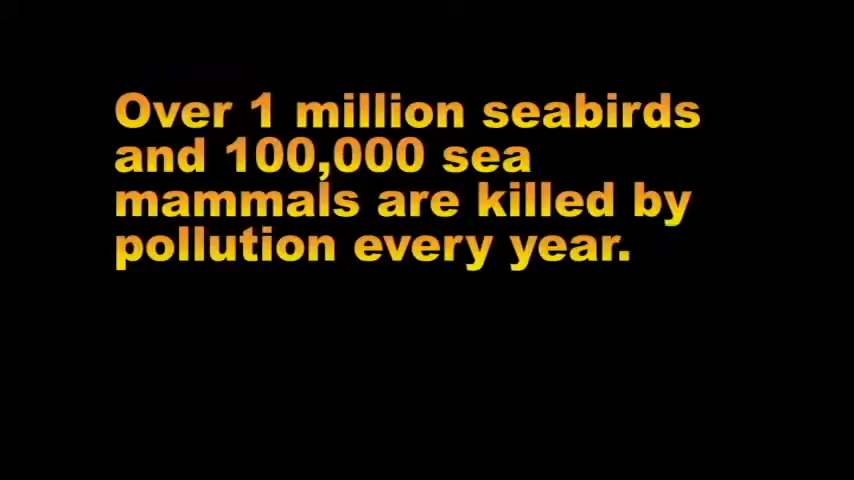 Over 1 million seabirds
and 100,000 sea
mammals are killed by
pollution every year.